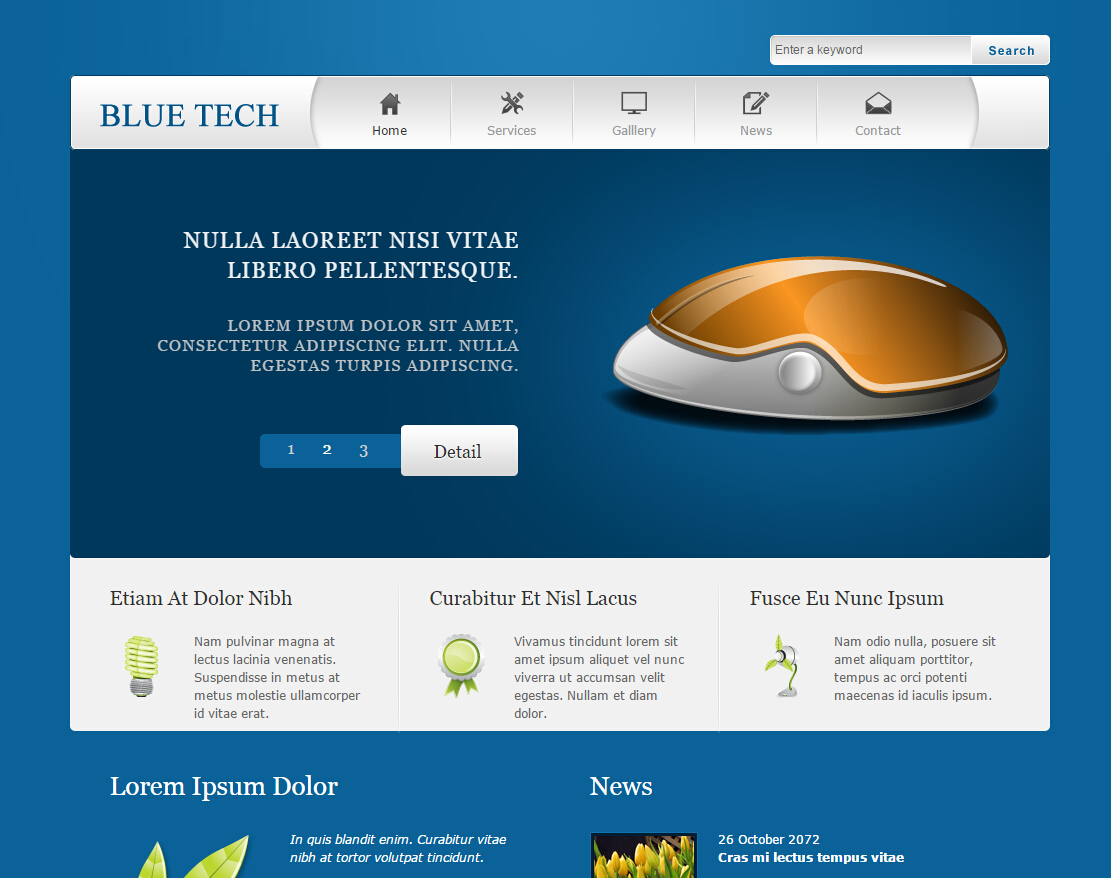 Enter a keyword
Search
BLUE TECH
Home
Services
Galllery
News
Contact
NULLA LAOREET NISI VITAE
LIBERO PELLENTESQUE.
LOREM IPSUM DOLOR SIT AMET,
CONSECTETUR ADIPISCING ELIT. NULLA
EGESTAS TURPIS ADIPISCING.
1 2 3
Detail
Etiam At Dolor Nibh
Nam pulvinar magna at
lectus lacinia venenatis.
Suspendisse in metus at
metus molestie ullamcorper
id vitae erat.
Curabitur Et Nisl Lacus
Vivamus tincidunt lorem sit
amet ipsum aliquet vel nunc
viverra ut accumsan velit
egestas. Nullam et diam
dolor.
Fusce Eu Nunc Ipsum
Nam odio nulla, posuere sit
amet aliquam porttitor,
tempus ac orci potenti
maecenas id iaculis ipsum.
Lorem Ipsum Dolor
In quis blandit enim. Curabitur vitae
nibh at tortor volutpat tincidunt.
News
26 October 2072
Cras mi lectus tempus vitae